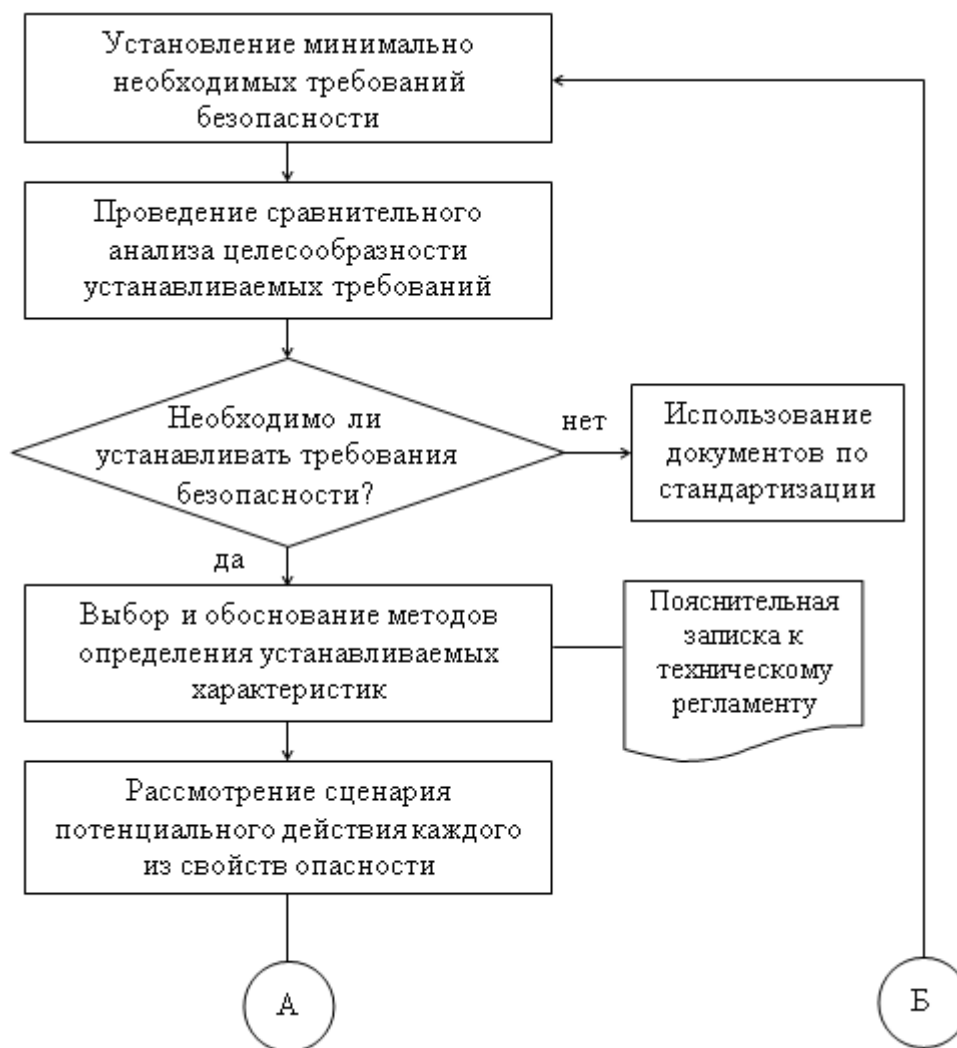 Установление минимально
необходимых требований
безопасности
Проведение сравнительного
анализа целесообразности
устанавливаемых требований
Необходимо ли
устанавливать требования
безопасности?
нет
Использование
документов по
стандартизации
да
Выбор и обоснование методов
определения устанавливаемых
характеристик
Пояснительная
записка к
техническому
регламенту
Рассмотрение сценария
потенциального действия каждого
из свойств опасности
А
Б